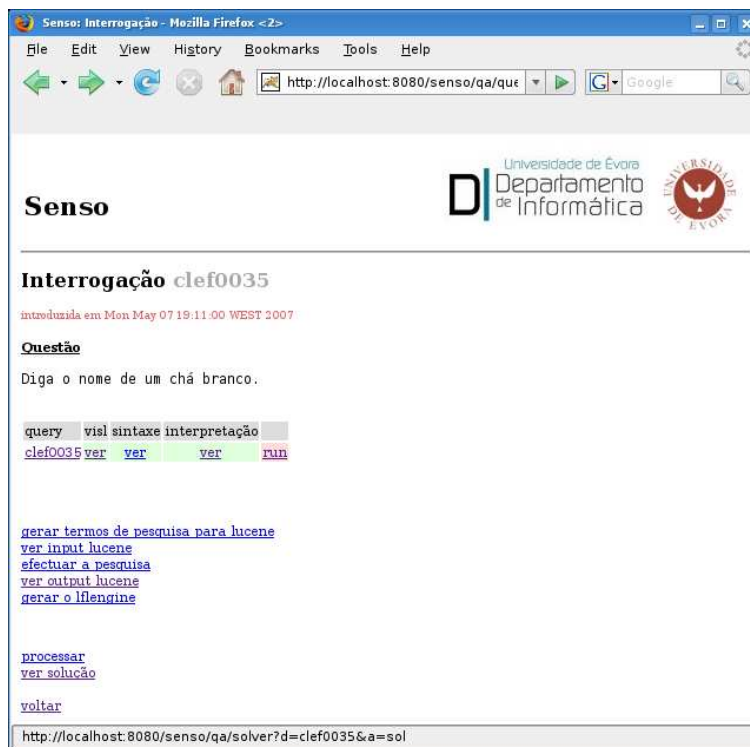 Senso: Interrogação - Mozilla Firefox <2>
File Edit View History Bookmarks Tools Help
http://localhost:8080/senso/qa/que G Google
Universidade de Évora
D Departamento
de Informática
UNIVERSIDADE DE ÉVORA
Senso
Interrogação clef0035
introduzida em Mon May 07 19:11:00 WEST 2007
Questão
Diga o nome de um chá branco.
query visl sintaxe interpretação
clef0035 ver ver ver run
gerar termos de pesquisa para lucene
ver input lucene
efectuar a pesquisa
ver output lucene
gerar o lflengine
processar
ver solucão
voltar
http://localhost:8080/senso/qa/solver?d=clef0035&a=sol